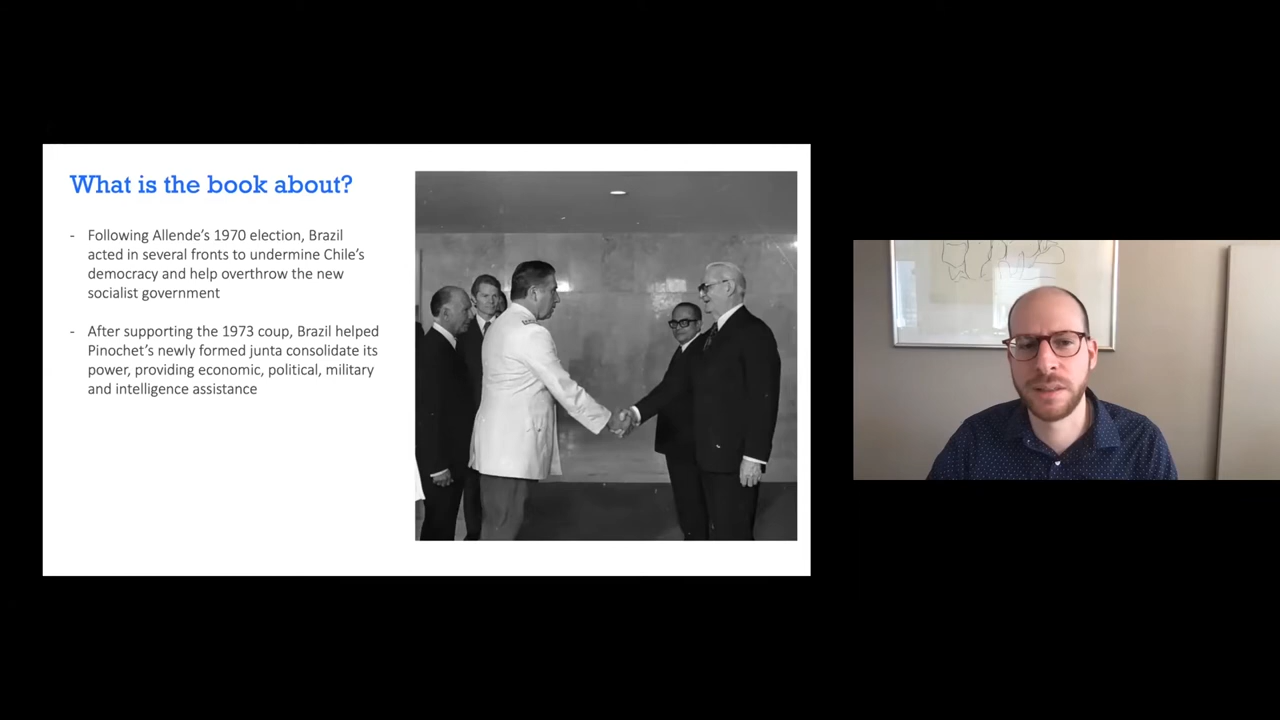 What is the book about?
- Following Allende's 1970 election, Brazil
acted in several fronts to undermine Chile's
democracy and help overthrow the new
socialist government
- After supporting the 1973 coup, Brazil helped
Pinochet's newly formed junta consolidate its
power, providing economic, political, military
and intelligence assistance